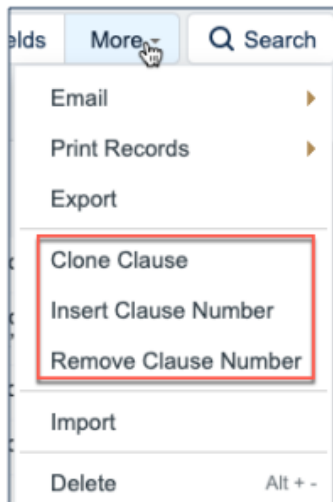 elds More Search
Email
Print Records
Export
Clone Clause
Insert Clause Number
Remove Clause Number
Import
Delete Alt + -